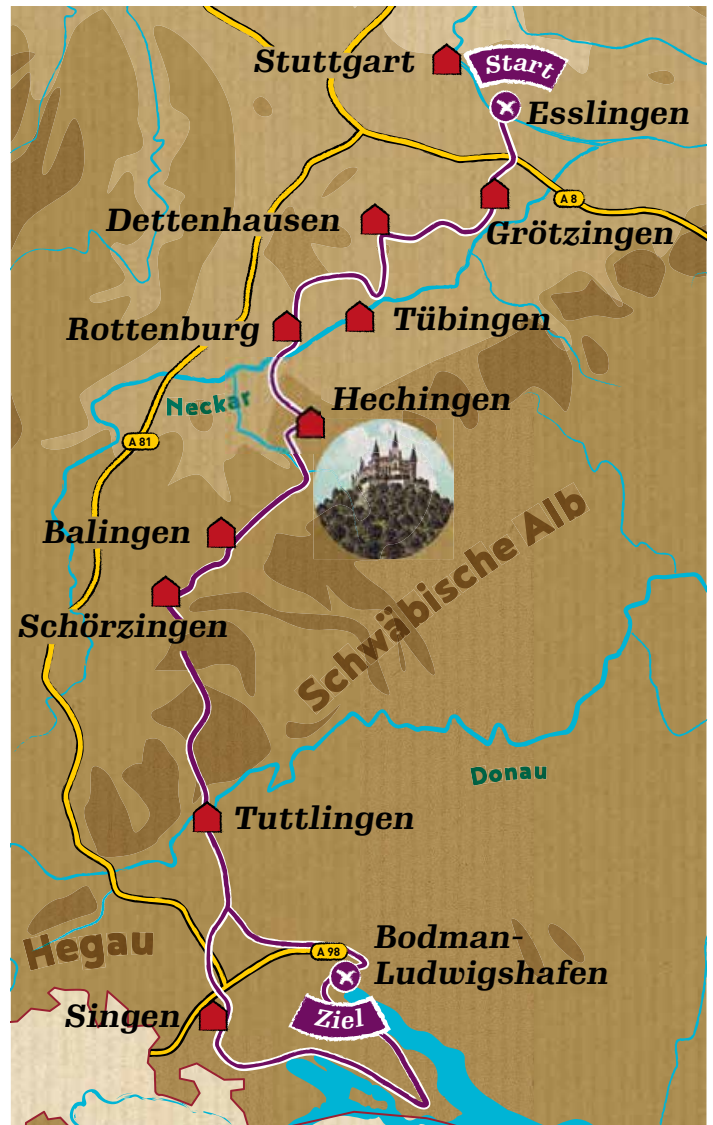 Stuttgart
Start
Esslingen
A 8
Dettenhausen
Grötzingen
Rottenburg
Tübingen
Neckar
Hechingen
A 81
Balingen
Schwäbische Alb
Schörzingen
Donau
Tuttlingen
Hegau
A 98
Bodman-
Ludwigshafen
Singen
Ziel